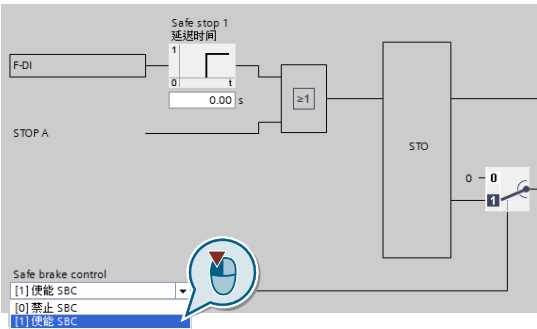 Safe stop 1
延迟时间
1
F-DI
0 t
0.00 s
≥1
STOP A
STO
0 0
1
Safe brake control
[1] 使能 SBC
[0] 禁止 SBC
[1] 使能 SBC